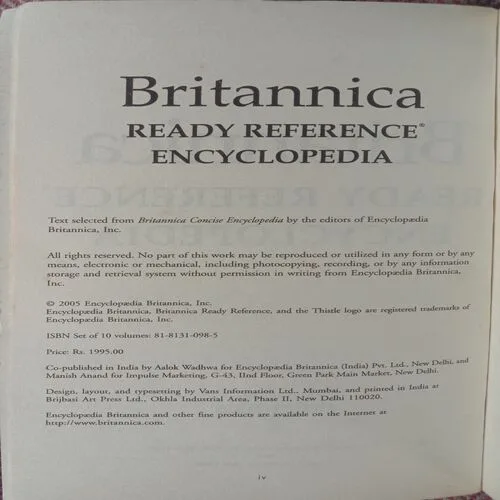 Britannica
READY REFERENCE®
ENCYCLOPEDIA
Text selected from Britannica Concise Encyclopedia by the editors of Encyclopædia
Britannica, Inc.
All rights reserved. No part of this work may be reproduced or utilized in any form or by any
means, electronic or mechanical, including photocopying, recording, or by any information
storage and retrieval system without permission in writing from Encyclopædia Britannica,
Inc.
© 2005 Encyclopædia Britannica, Inc.
Encyclopædia Britannica, Britannica Ready Reference, and the Thistle logo are registered trademarks of
Encyclopædia Britannica, Inc.
ISBN Set of 10 volumes: 81-8131-098-5
Price: Rs. 1995.00
Co-published in India by Aalok Wadhwa for Encyclopædia Britannica (India) Pvt. Ltd., New Delhi, and
Manish Anand for Impulse Marketing, G-43, IInd Floor, Green Park Main Market, New Delhi.
Design, layout, and typesetting by Vans Information Ltd., Mumbai, and printed in India at
Brijbasi Art Press Ltd., Okhla Industrial Area, Phase II, New Delhi 110020.
Encyclopædia Britannica and other fine products are available on the Internet at
http://www.britannica.com.
iv